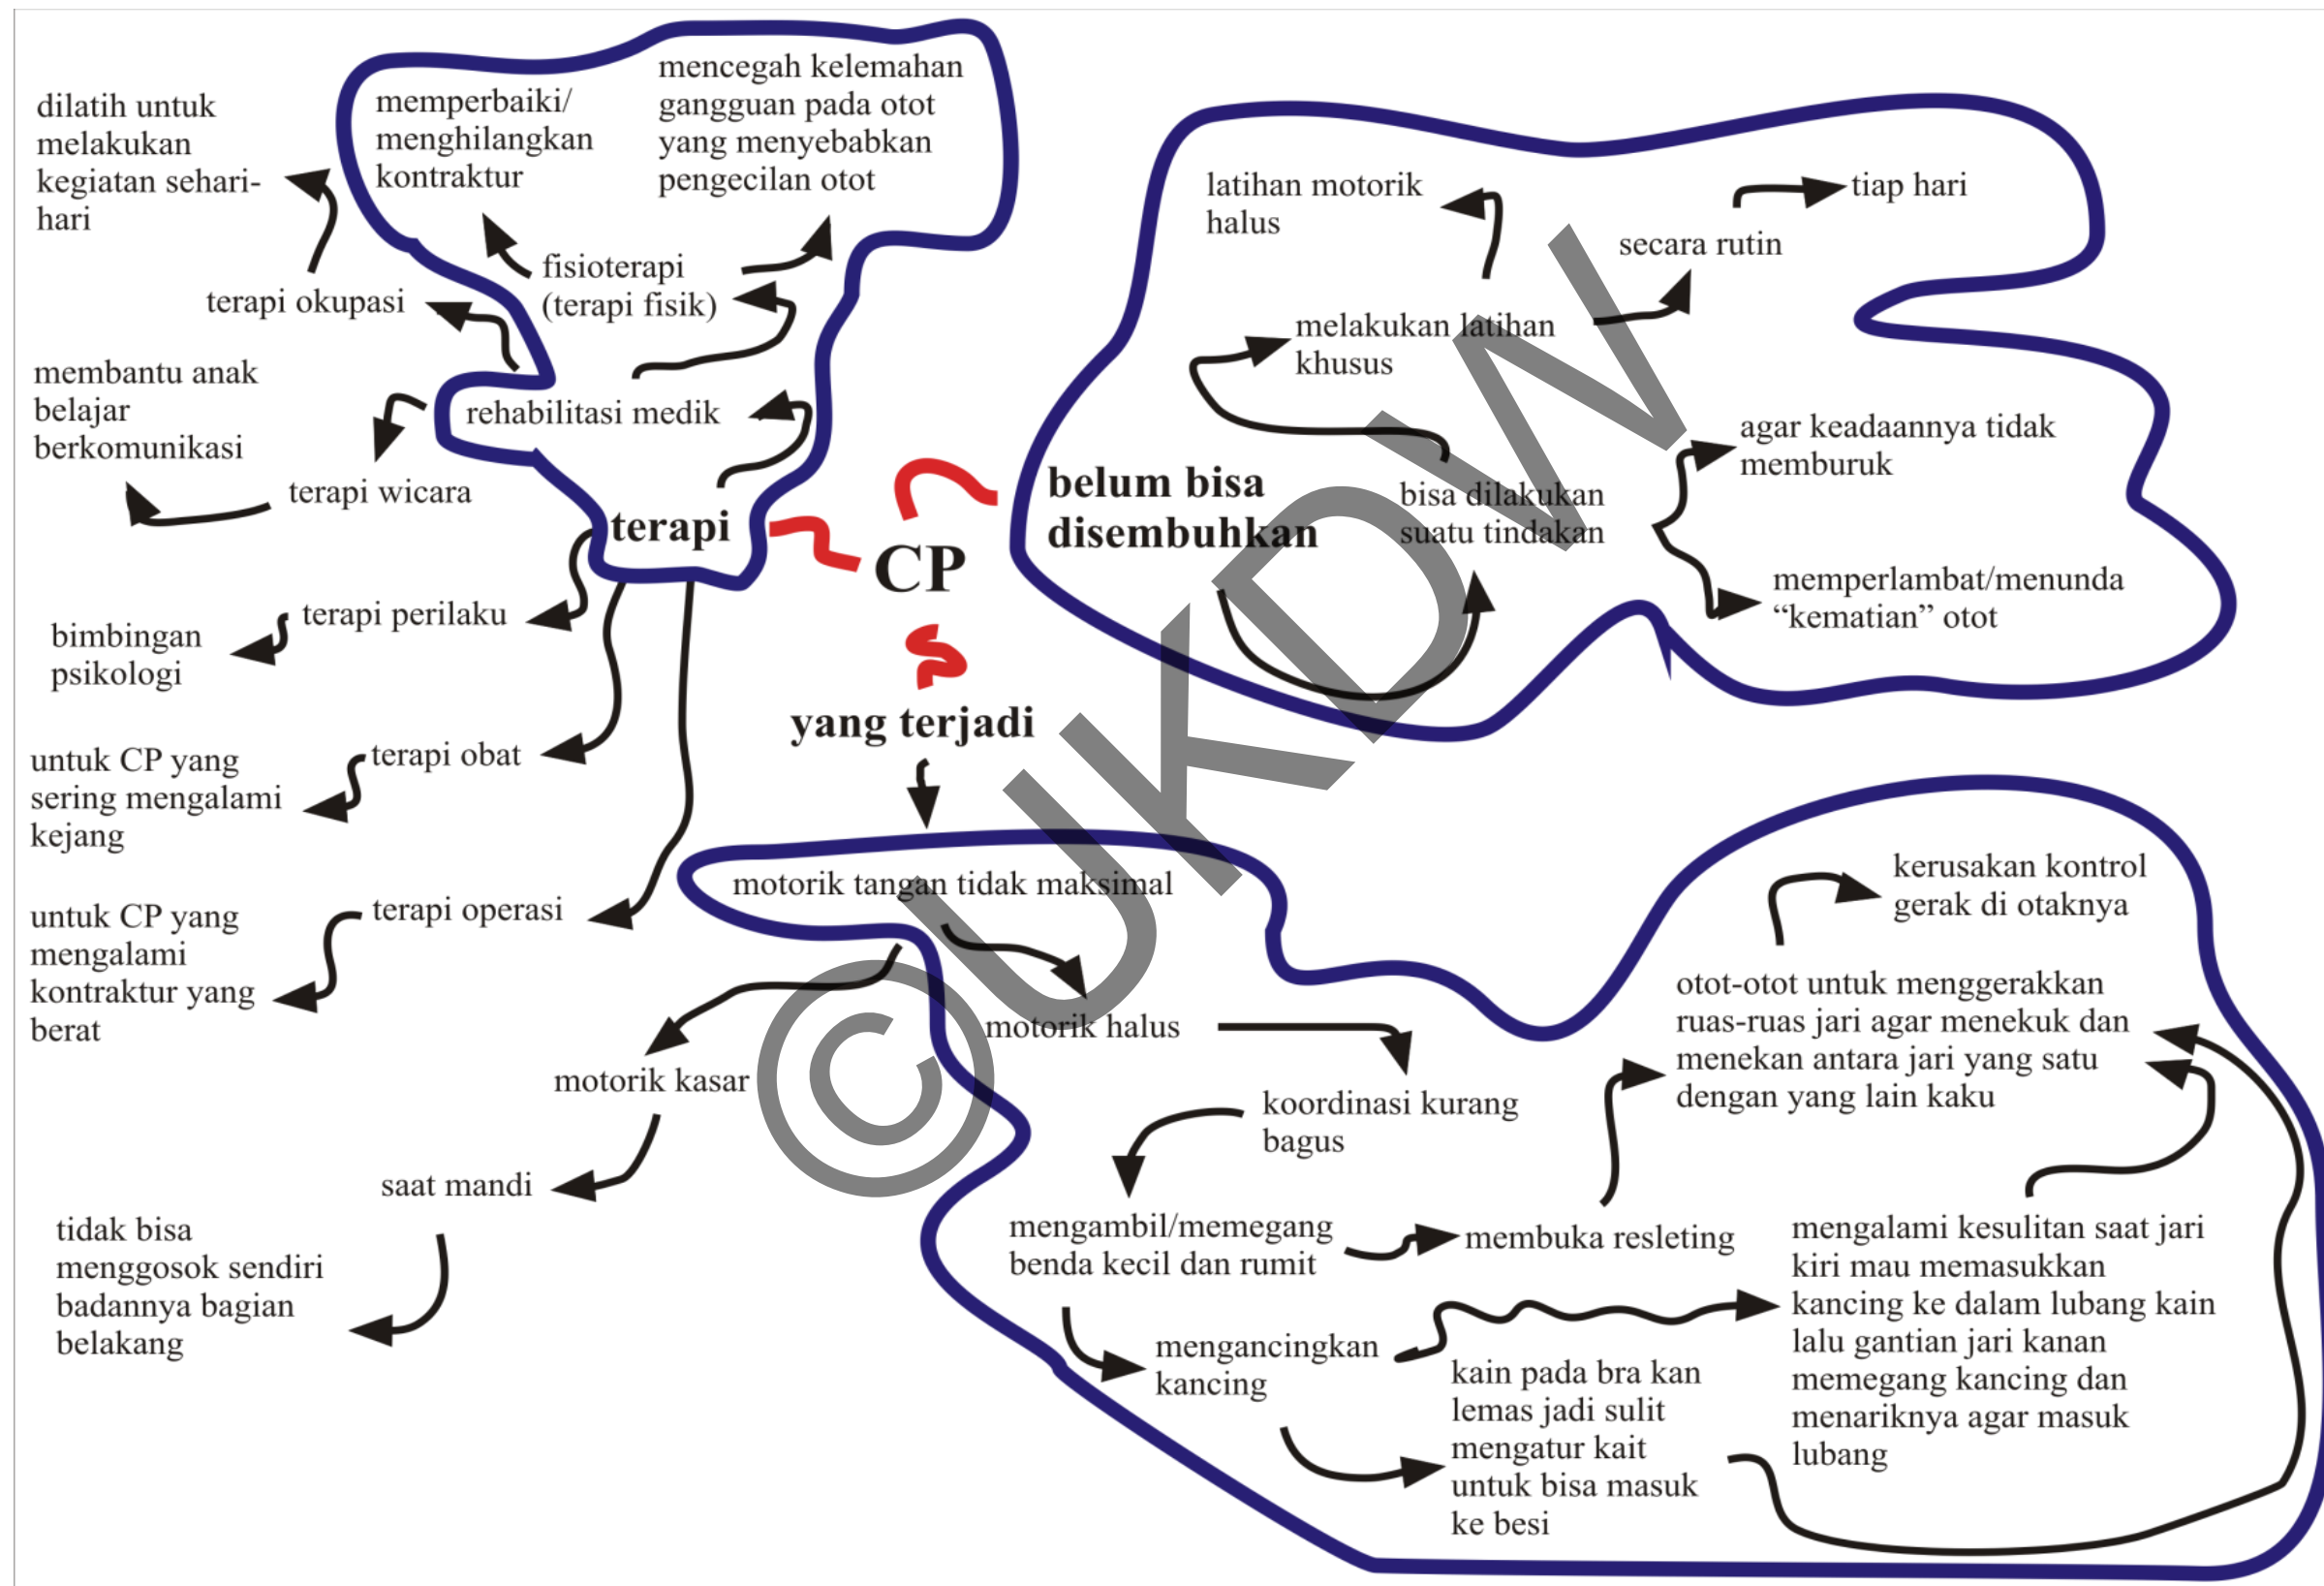 dilatih untuk
melakukan
kegiatan sehari-
hari
memperbaiki/
menghilangkan
kontraktur
mencegah kelemahan
gangguan pada otot
yang menyebabkan
pengecilan otot
fisioterapi
(terapi fisik)
terapi okupasi
membantu anak
belajar
berkomunikasi
rehabilitasi medik
terapi wicara
terapi
CP
bimbingan
psikologi
terapi perilaku
untuk CP yang
sering mengalami
kejang
terapi obat
untuk CP yang
mengalami
kontraktur yang
berat
terapi operasi
latihan motorik
halus
tiap hari
secara rutin
melakukan latihan
khusus
agar keadaannya tidak
memburuk
belum bisa
disembuhkan
bisa dilakukan
suatu tindakan
memperlambat/menunda
“kematian” otot
yang terjadi
motorik tangan tidak maksimal
motorik halus
motorik kasar
saat mandi
tidak bisa
menggosok sendiri
badannya bagian
belakang
koordinasi kurang
bagus
kerusakan kontrol
gerak di otaknya
otot-otot untuk menggerakkan
ruas-ruas jari agar menekuk dan
menekan antara jari yang satu
dengan yang lain kaku
mengambil/memegang
benda kecil dan rumit
membuka resleting
mengalami kesulitan saat jari
kiri mau memasukkan
kancing ke dalam lubang kain
lalu gantian jari kanan
memegang kancing dan
menariknya agar masuk
lubang
mengancingkan
kancing
kain pada bra kan
lemas jadi sulit
mengatur kait
untuk bisa masuk
ke besi
© UKDW